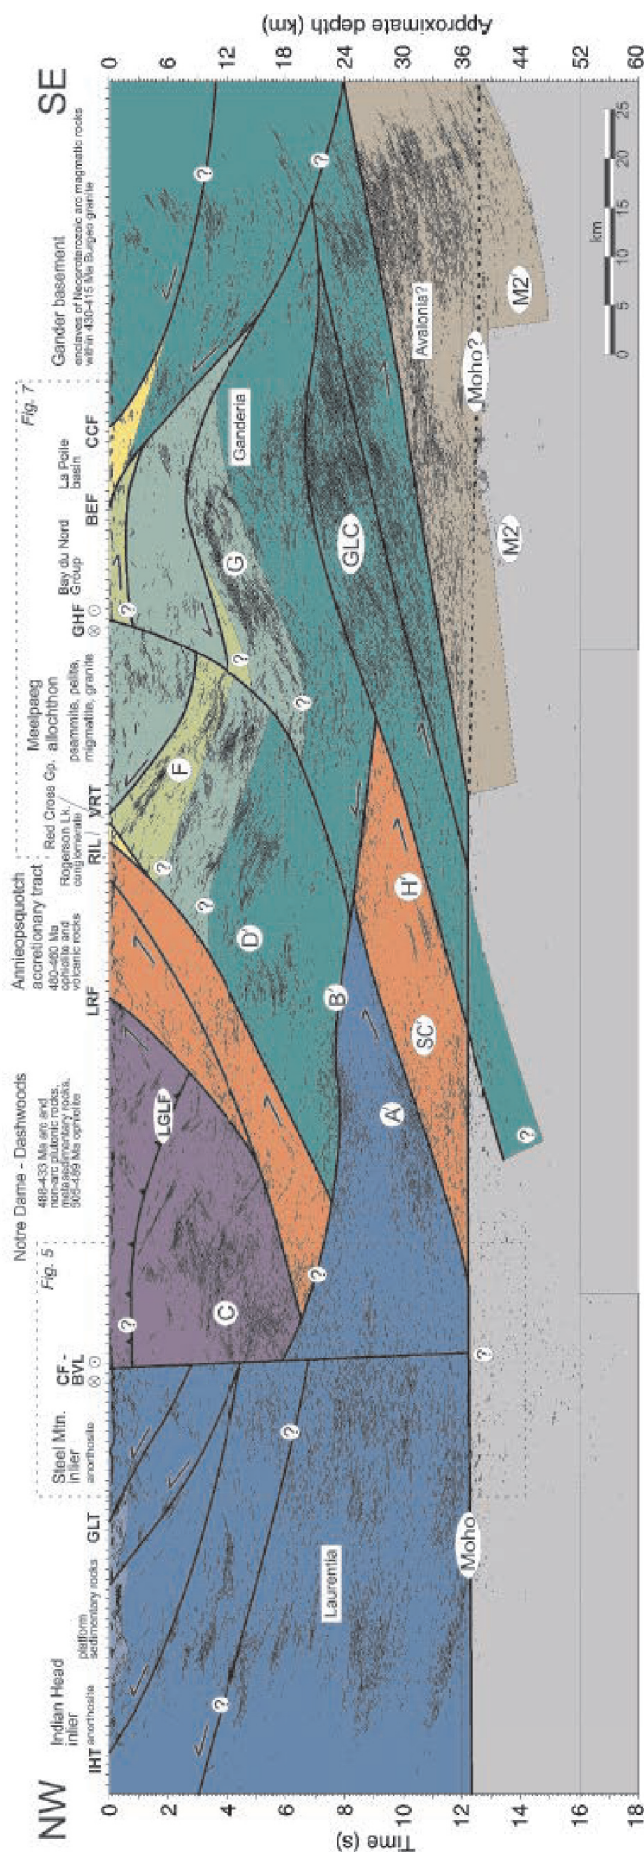 NW
SE
Indian Head
inlier
anorthosite
platform
sedimentary rocks
Steel Mtn.
inlier
anorthosite
Notre Dame - Dashwoods
488-433 Ma arc and
non-arc plutonic rocks,
metasedimentary rocks,
505-489 Ma ophiolite
Annieopsquotch
accretionary tract
480-460 Ma
ophiolite and
volcanic rocks
Red Cross Gp.
Rogerson Lk.
conglomerate
Meelpaeg
allochthon
psammite, pelite,
migmatite, granite
Bay du Nord
Group
La Poile
basin
Gander basement
enclaves of Neoproterozoic arc magmatic rocks
within 430-415 Ma Burgeo granite
IHT
GLT
CF -
BVL
LRF
RIL
VRT
GHF
BEF
CCF
Fig. 5
Fig. 7
Time (s)
0
2
4
6
8
10
12
14
16
18
Approximate depth (km)
0
6
12
18
24
30
36
44
52
60
?
?
?
LGLF
C
?
?
Laurentia
Moho
A'
B'
SC'
H'
D'
?
?
F
?
G
?
?
Ganderia
GLC
?
?
?
Avalonia?
Moho?
M2'
M2'
?
km
0
5
10
15
20
25